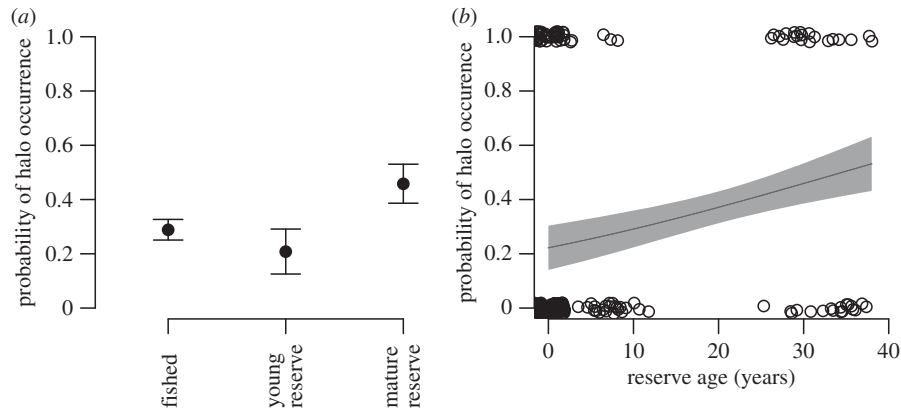 (a)
probability of halo occurrence
1.0
0.8
0.6
0.4
0.2
0
fished
young
reserve
mature
reserve
(b)
probability of halo occurrence
1.0
0.8
0.6
0.4
0.2
0
0 10 20 30 40
reserve age (years)